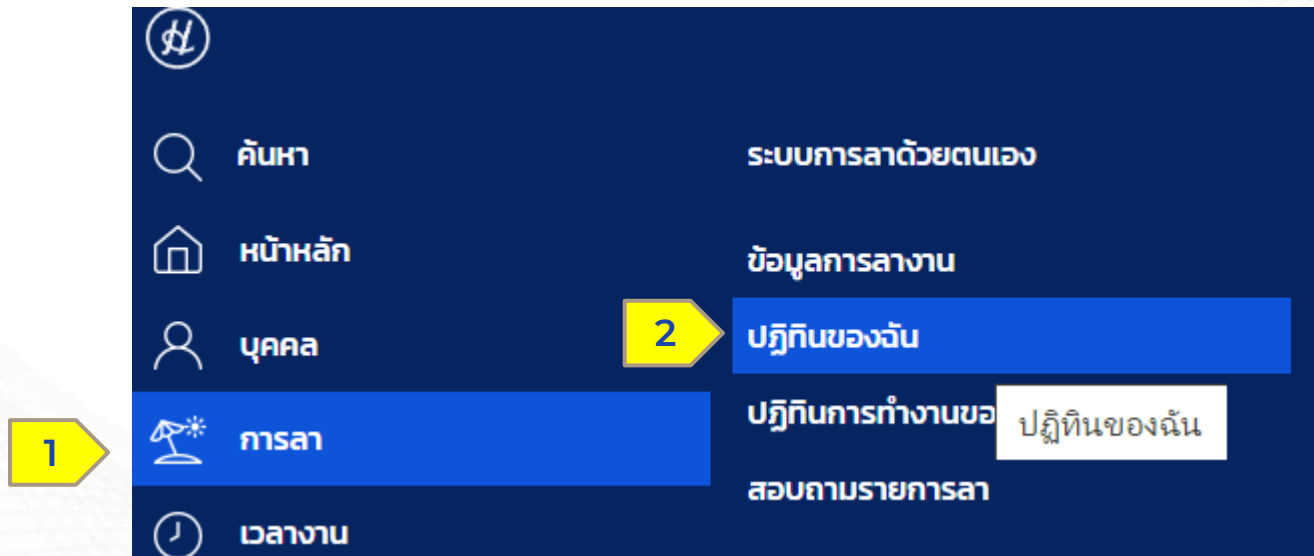 ค้นหา
หน้าหลัก
บุคคล
1
การลา
เวลางาน
ระบบการลาด้วยตนเอง
ข้อมูลการลางาน
2
ปฏิทินของฉัน
ปฏิทินการทำงานขอ
ปฏิทินของฉัน
สอบถามรายการลา